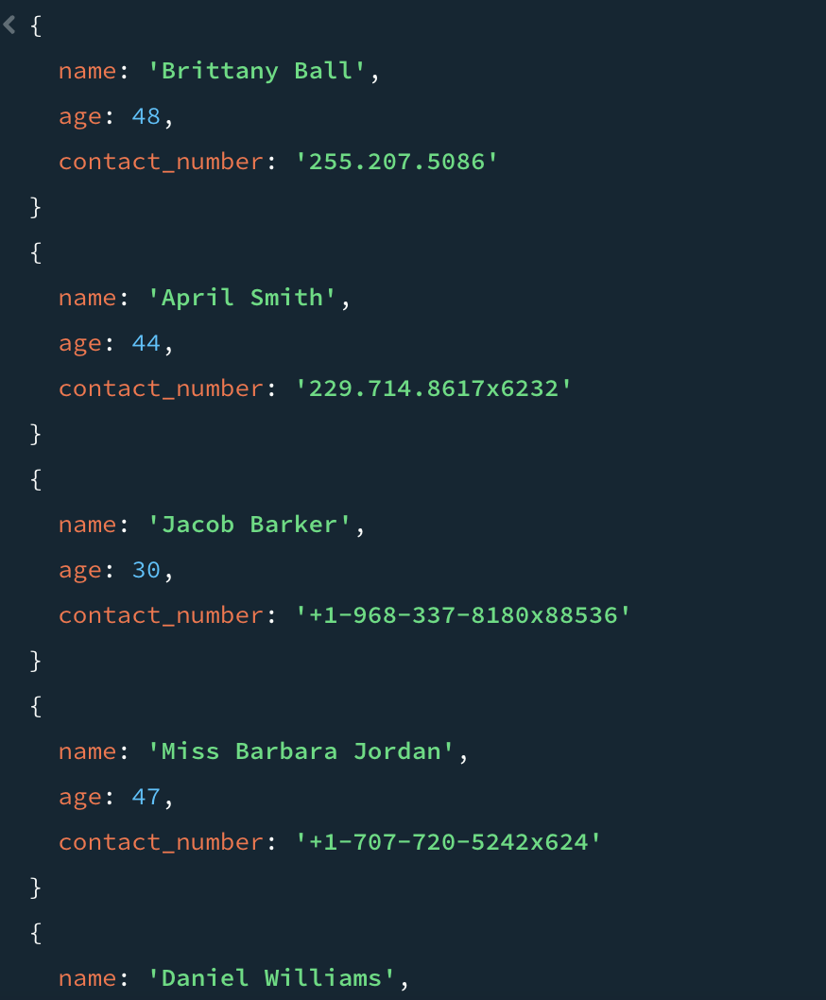 {
name: 'Brittany Ball',
age: 48,
contact_number: '255.207.5086'
}
{
name: 'April Smith',
age: 44,
contact_number: '229.714.8617x6232'
}
{
name: 'Jacob Barker',
age: 30,
contact_number: '+1-968-337-8180x88536'
}
{
name: 'Miss Barbara Jordan',
age: 47,
contact_number: '+1-707-720-5242x624'
}
{
name: 'Daniel Williams',